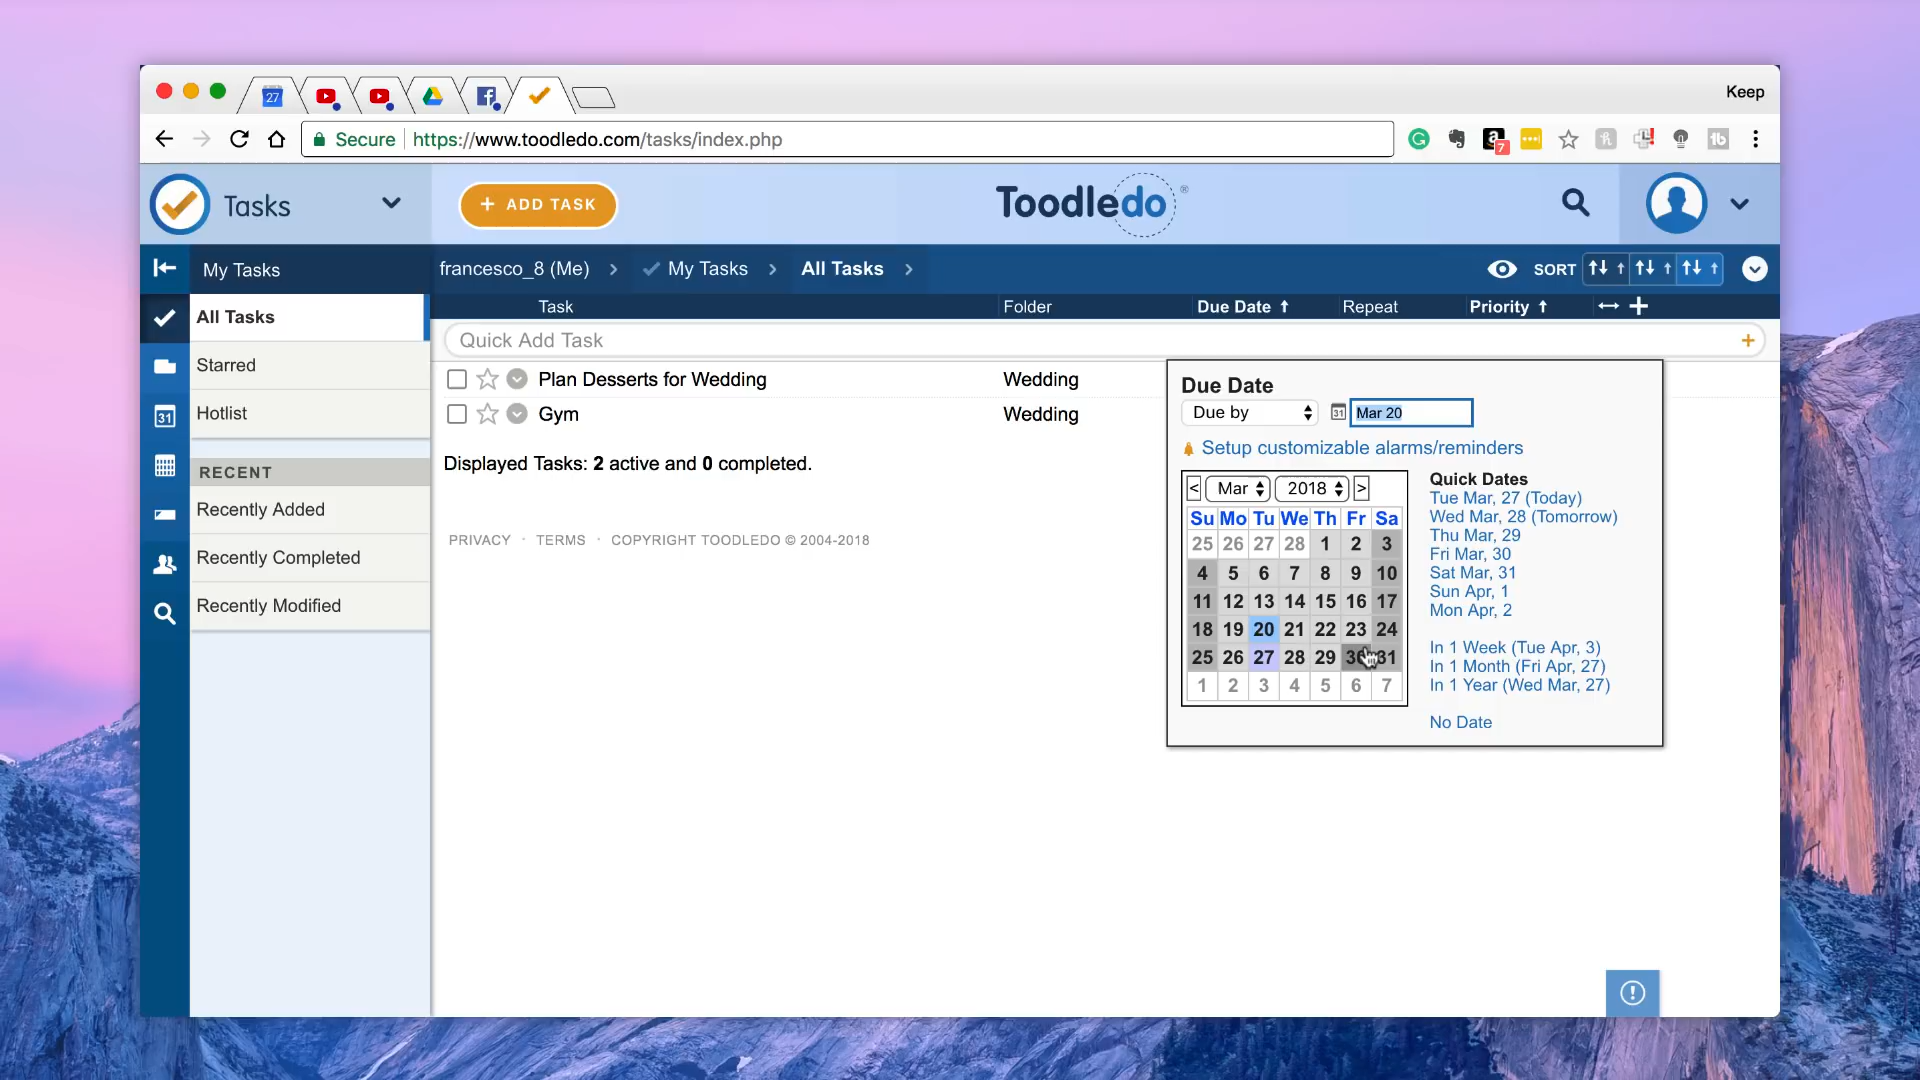 27
Keep
Secure
https://www.toodledo.com/tasks/index.php
7
Tasks
+ ADD TASK
Toodledo®
My Tasks
francesco_8 (Me) > My Tasks > All Tasks >
SORT
Task Folder Due Date ↑ Repeat Priority ↑
Quick Add Task
All Tasks
Starred
Hotlist
31
RECENT
Recently Added
Recently Completed
Recently Modified
Plan Desserts for Wedding Wedding
Gym Wedding
Displayed Tasks: 2 active and 0 completed.
PRIVACY · TERMS · COPYRIGHT TOODLEDO © 2004-2018
Due Date
Due by 31 Mar 20
Setup customizable alarms/reminders
< Mar 2018 >
Su Mo Tu We Th Fr Sa
25 26 27 28 1 2 3
4 5 6 7 8 9 10
11 12 13 14 15 16 17
18 19 20 21 22 23 24
25 26 27 28 29 30 31
1 2 3 4 5 6 7
Quick Dates
Tue Mar, 27 (Today)
Wed Mar, 28 (Tomorrow)
Thu Mar, 29
Fri Mar, 30
Sat Mar, 31
Sun Apr, 1
Mon Apr, 2
In 1 Week (Tue Apr, 3)
In 1 Month (Fri Apr, 27)
In 1 Year (Wed Mar, 27)
No Date